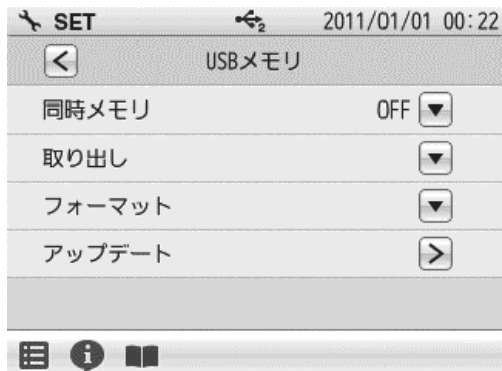 SET 2 2011/01/01 00:22
USBメモリ
同時メモリ OFF
取り出し
フォーマット
アップデート